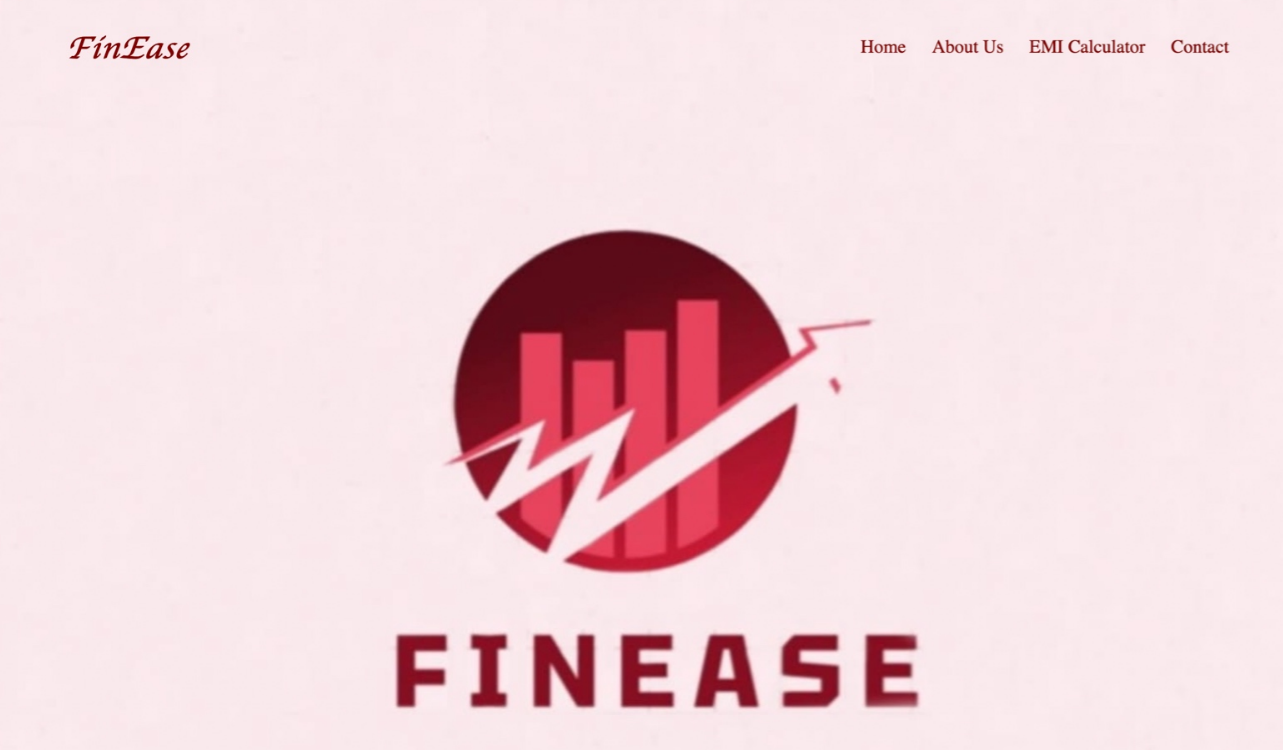 FinEase
Home About Us EMI Calculator Contact
FINEASE